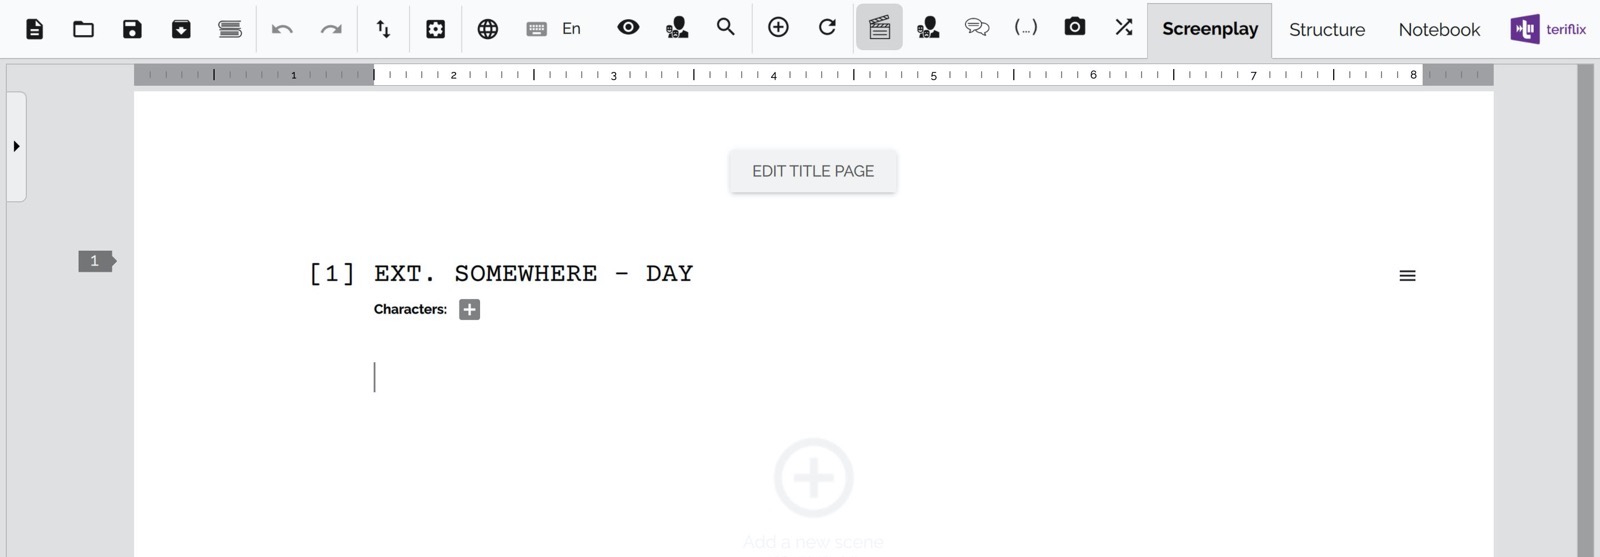 En
(...)
Screenplay Structure Notebook teriflix
1 2 3 4 5 6 7 8
EDIT TITLE PAGE
1
[1] EXT. SOMEWHERE - DAY
Characters:
Add a new scene